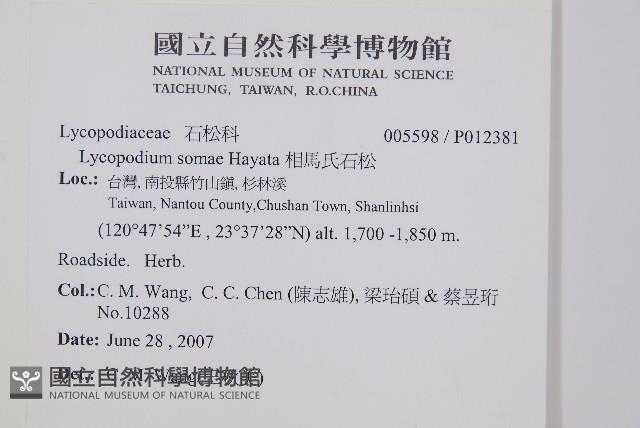 國立自然科學博物館
NATIONAL MUSEUM OF NATURAL SCIENCE
TAICHUNG, TAIWAN, R.O.CHINA
Lycopodiaceae 石松科 005598 / P012381
Lycopodium somae Hayata 相馬氏石松
Loc.: 台灣, 南投縣竹山鎮, 杉林溪
Taiwan, Nantou County,Chushan Town, Shanlinhsi
(120°47'54”E , 23°37'28”N) alt. 1,700 -1,850 m.
Roadside. Herb.
Col.:C. M. Wang, C. C. Chen (陳志雄), 梁珆碩 & 蔡昱珩
No.10288
Date: June 28 , 2007
國立自然科學博物館
NATIONAL MUSEUM OF NATURAL SCIENCE